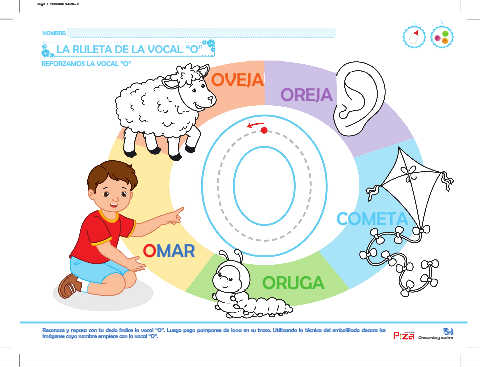 NOMBRE:
LA RULETA DE LA VOCAL "O"
REFORZAMOS LA VOCAL "O"
OVEJA
OREJA
COMETA
OMAR
ORUGA
O
Reconoce y repasa con tu dedo índice la vocal "O". Luego pega pompones de lana en su trazo. Utilizando la técnica del embolillado decora las
imágenes cuyo nombre empiece con la vocal "O".